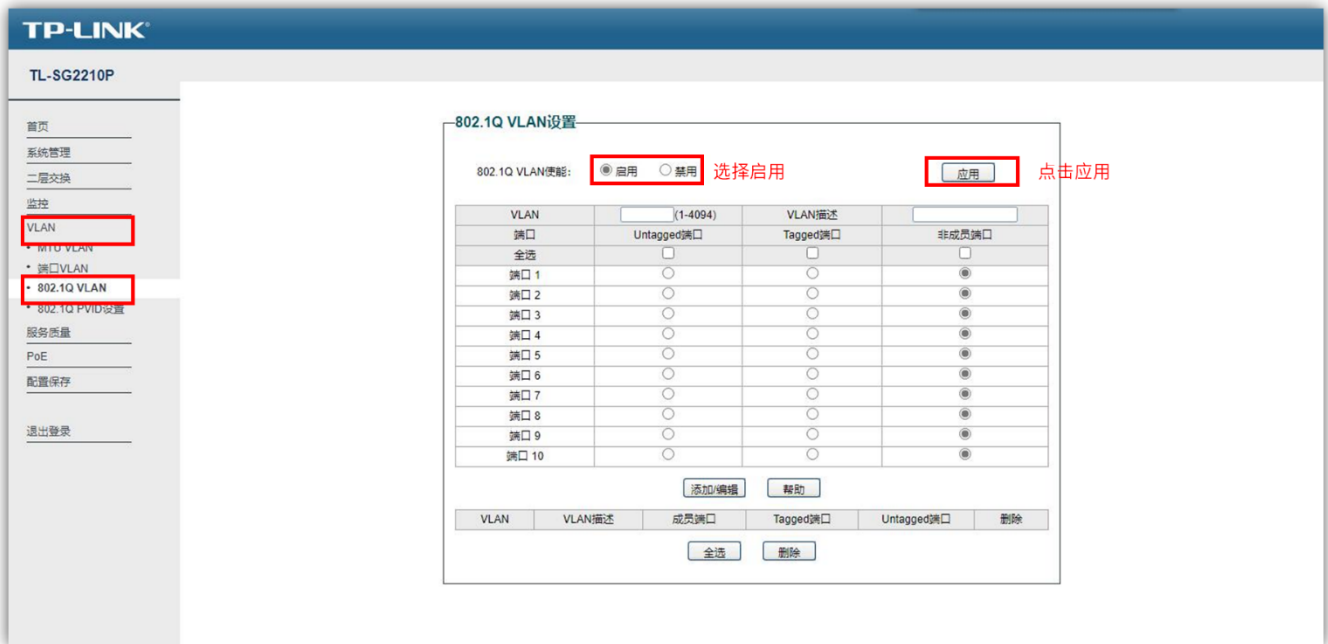 TP-LINK®
TL-SG2210P
首页
系统管理
二层交换
监控
VLAN
• MTU VLAN
• 端口VLAN
• 802.1Q VLAN
• 802.1Q PVID设置
服务质量
PoE
配置保存
退出登录
802.1Q VLAN设置
802.1Q VLAN使能： 启用 禁用 选择启用 应用 点击应用
VLAN (1-4094) VLAN描述
端口 Untagged端口 Tagged端口 非成员端口
全选
端口 1
端口 2
端口 3
端口 4
端口 5
端口 6
端口 7
端口 8
端口 9
端口 10
添加/编辑 帮助
VLAN VLAN描述 成员端口 Tagged端口 Untagged端口 删除
全选 删除